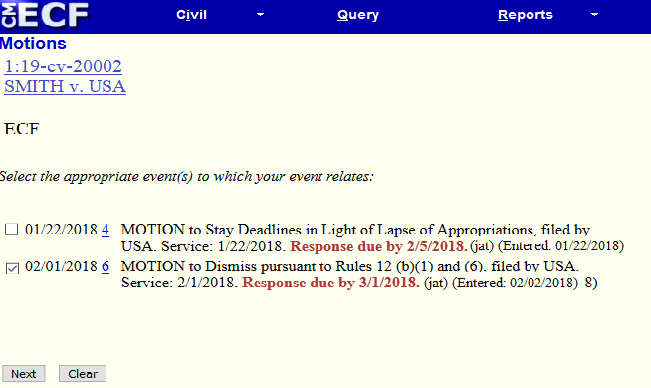 CM ECF Civil Query Reports
Motions
1:19-cv-20002
SMITH v. USA
ECF
Select the appropriate event(s) to which your event relates:
01/22/2018 4 MOTION to Stay Deadlines in Light of Lapse of Appropriations, filed by
USA. Service: 1/22/2018. Response due by 2/5/2018. (jat) (Entered: 01/22/2018)
02/01/2018 6 MOTION to Dismiss pursuant to Rules 12 (b)(1) and (6), filed by USA.
Service: 2/1/2018. Response due by 3/1/2018. (jat) (Entered: 02/02/2018) 8)
Next Clear